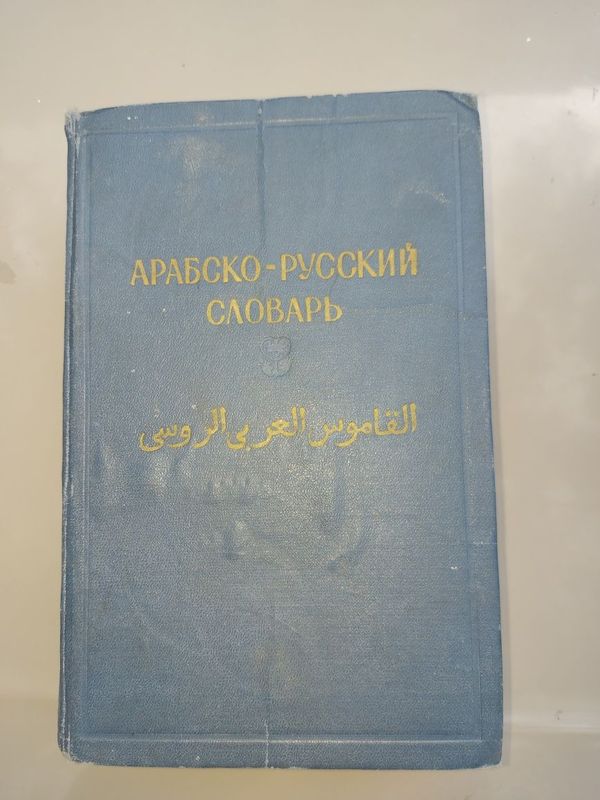 АРАБСКО-РУССКИЙ
СЛОВАРЬ
القاموس العربي الروسي